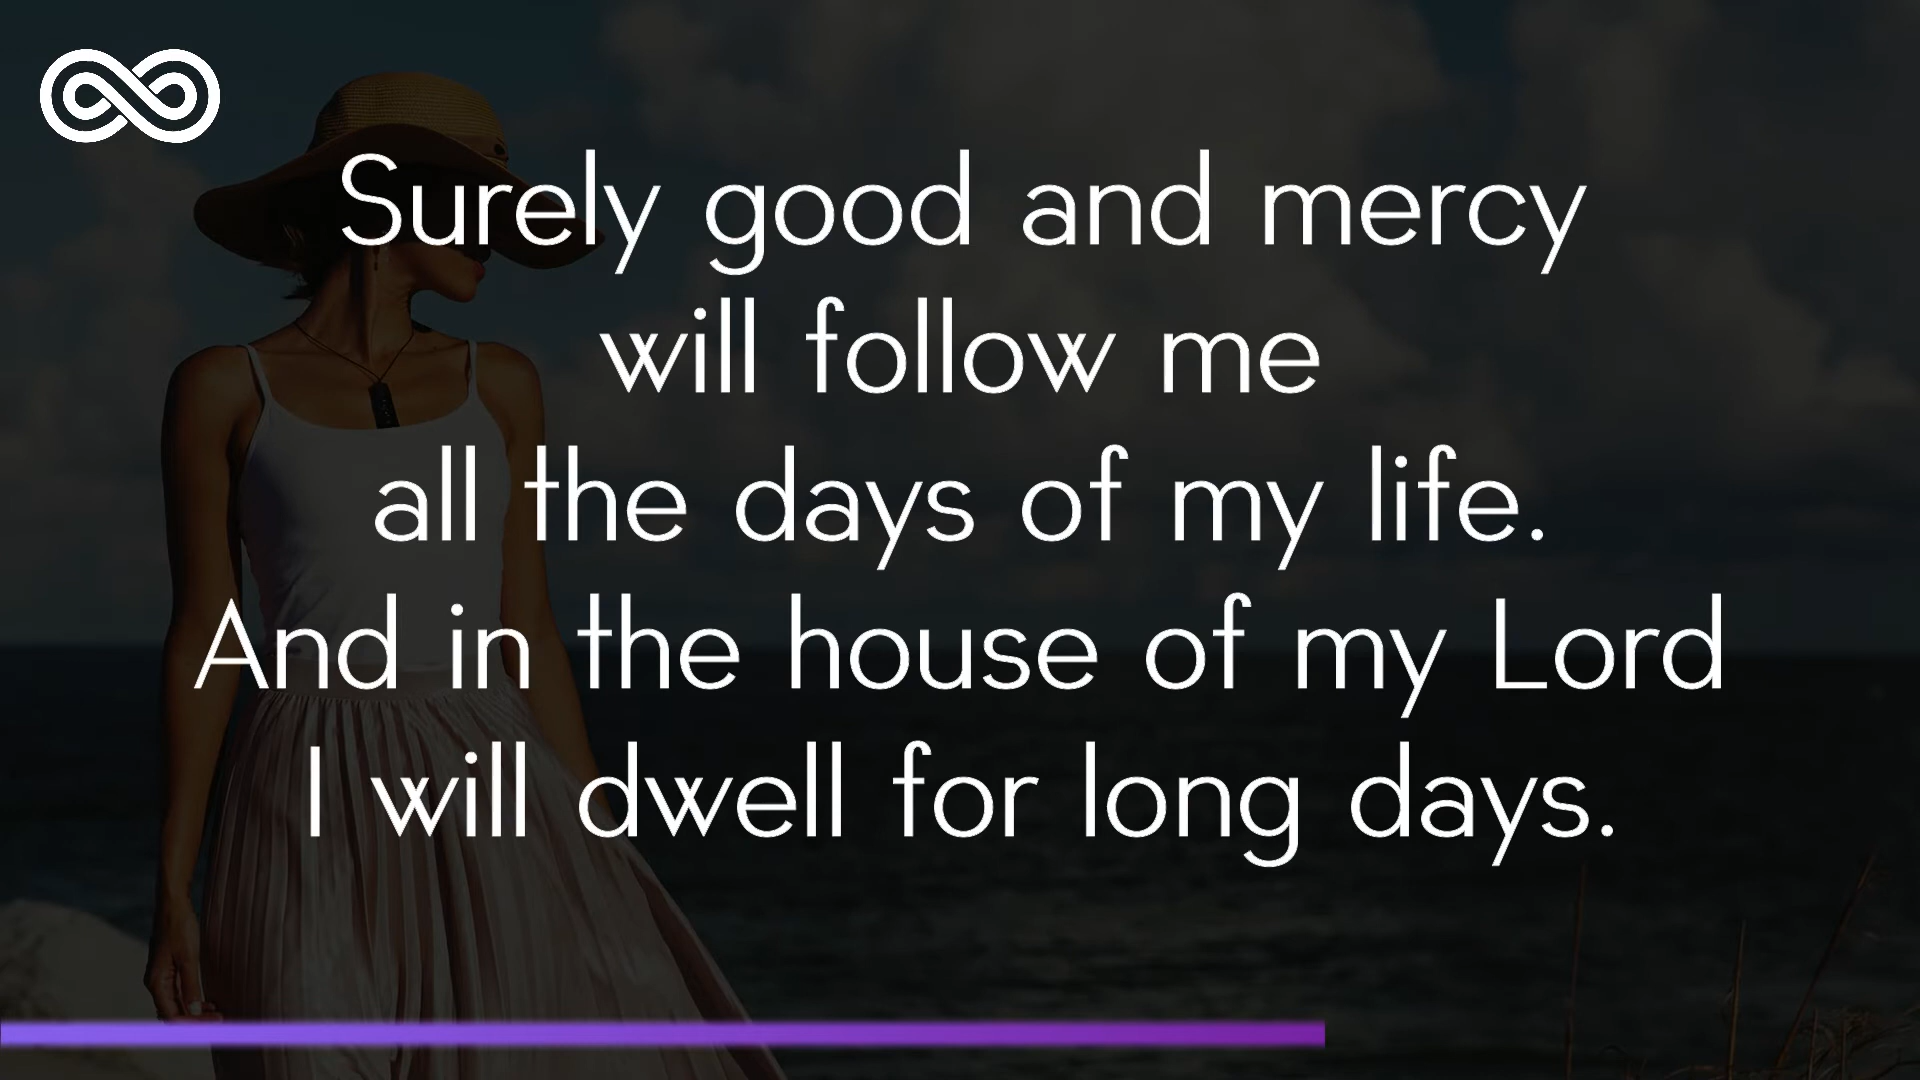 Surely good and mercy
will follow me
all the days of my life.
And in the house of my Lord
I will dwell for long days.